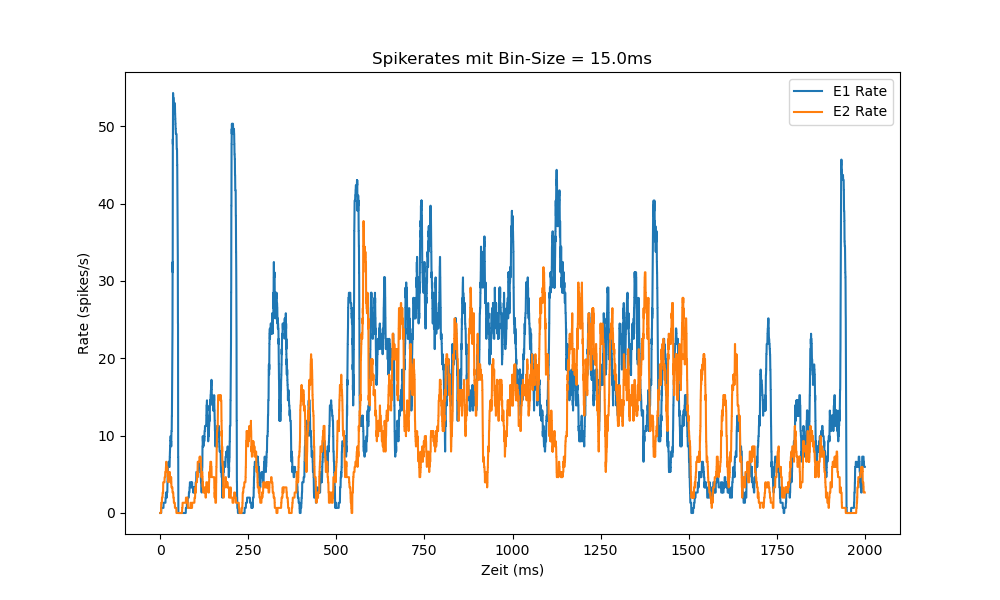 Spikerates mit Bin-Size = 15.0ms
E1 Rate
E2 Rate
50
40
30
20
10
0
Rate (spikes/s)
0 250 500 750 1000 1250 1500 1750 2000
Zeit (ms)